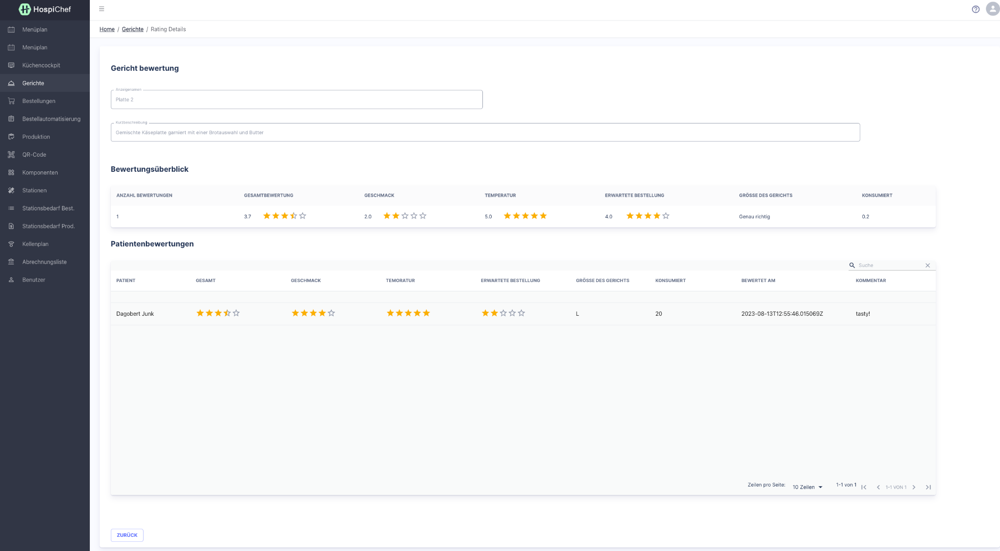 HospiChef
Home / Gerichte / Rating Details
Menüplan
Menüplan
Küchencockpit
Gerichte
Bestellungen
Bestellautomatisierung
Produktion
QR-Code
Komponenten
Stationen
Stationsbedarf Best.
Stationsbedarf Prod.
Kellenplan
Abrechnungsliste
Benutzer
Gericht bewertung
Anzeigenamen
Platte 2
Kurzbeschreibung
Gemischte Käseplatte garniert mit einer Brotauswahl und Butter
Bewertungsüberblick
ANZAHL BEWERTUNGEN GESAMTBEWERTUNG GESCHMACK TEMPERATUR ERWARTETE BESTELLUNG GRÖSSE DES GERICHTS KONSUMIERT
1 3.7 2.0 5.0 4.0 Genau richtig 0.2
Patientenbewertungen
Suche
PATIENT GESAMT GESCHMACK TEMORATUR ERWARTETE BESTELLUNG GRÖSSE DES GERICHTS KONSUMIERT BEWERTET AM KOMMENTAR
Dagobert Junk L 20 2023-08-13T12:55:46.015069Z tasty!
Zeilen pro Seite: 10 Zeilen 1-1 von 1 1-1 VON 1
ZURÜCK